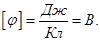 [φ] = Дж/Кл = В.